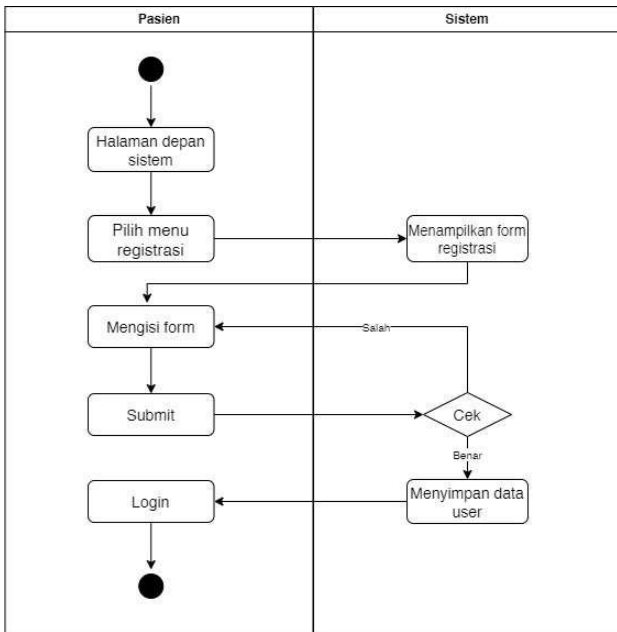 Pasien
Sistem
Halaman depan
sistem
Pilih menu
registrasi
Menampilkan form
registrasi
Mengisi form
Salah
Submit
Cek
Benar
Login
Menyimpan data
user